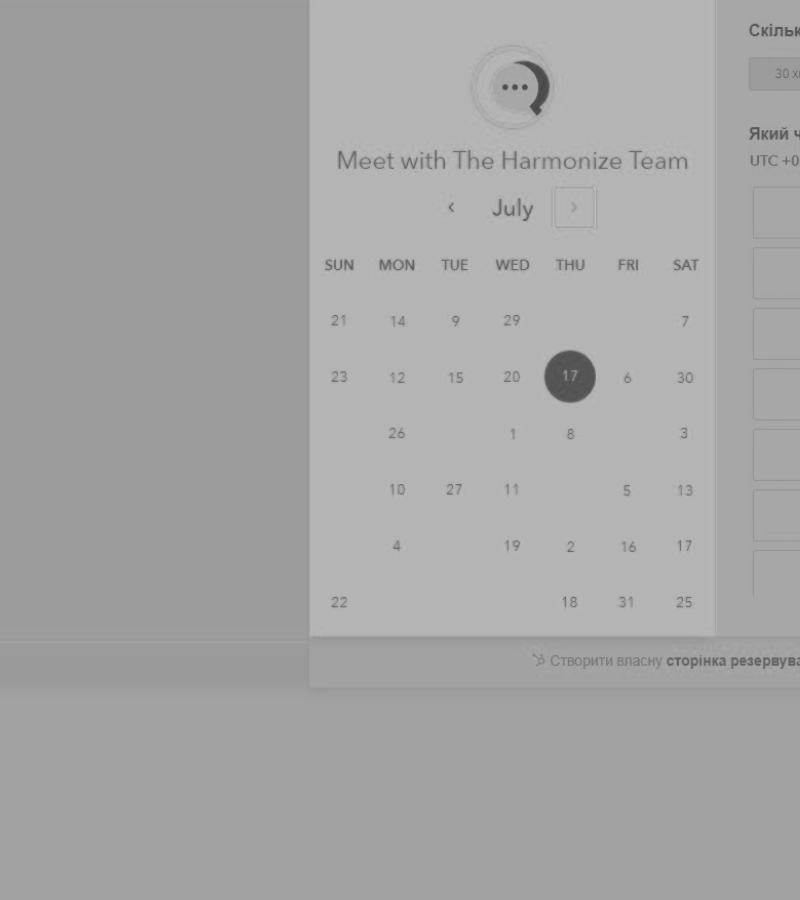 Meet with The Harmonize Team
July
SUN MON TUE WED THU FRI SAT
21 14 9 29 7
23 12 15 20 17 6 30
26 1 8 3
10 27 11 5 13
4 19 2 16 17
22 18 31 25
Скільк
30 хв
Який ч
UTC +0
Створити власну сторінка резервува